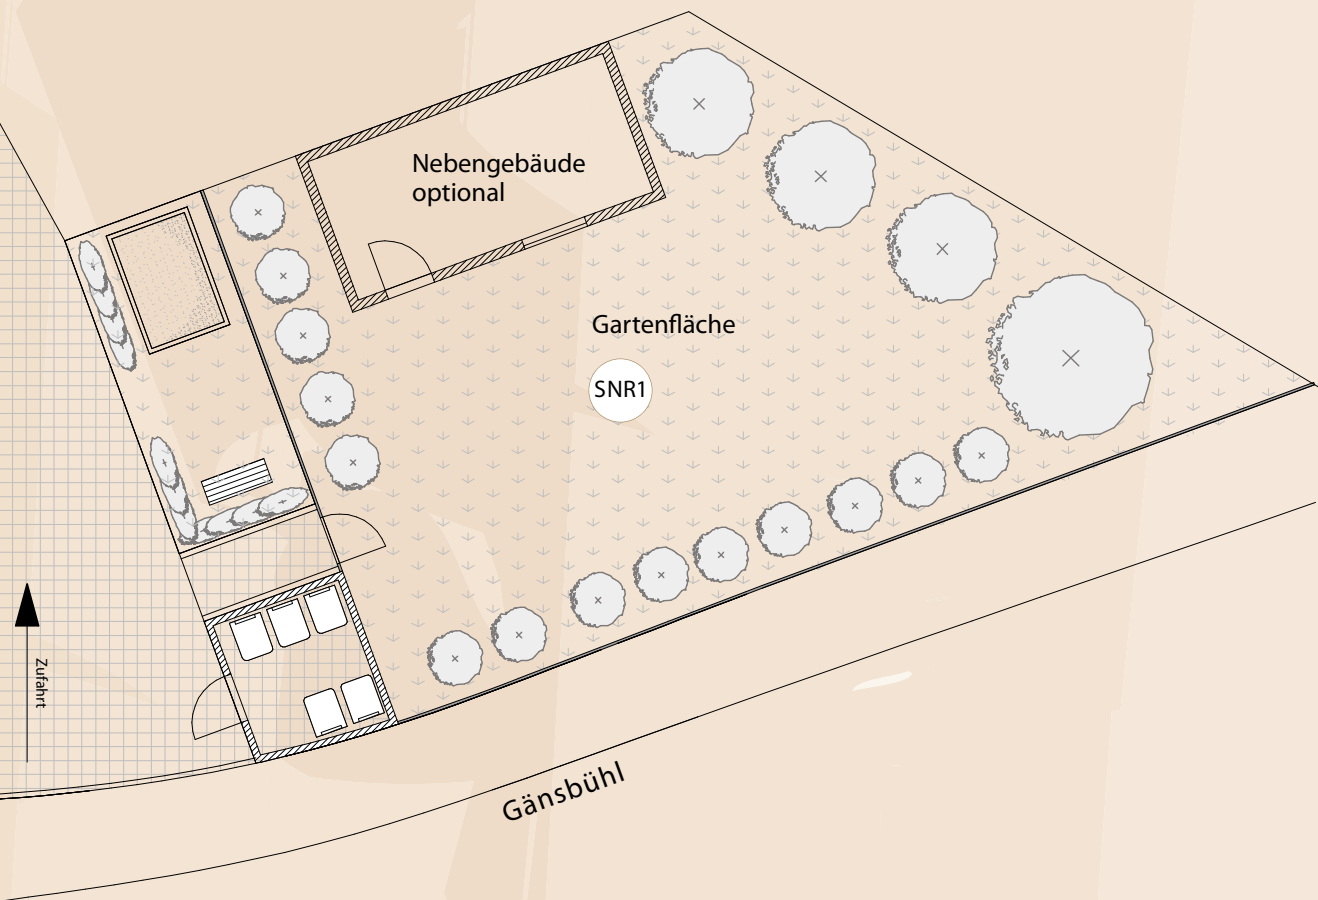 Nebengebäude
optional
Gartenfläche
SNR1
Zufahrt
Gänsbühl